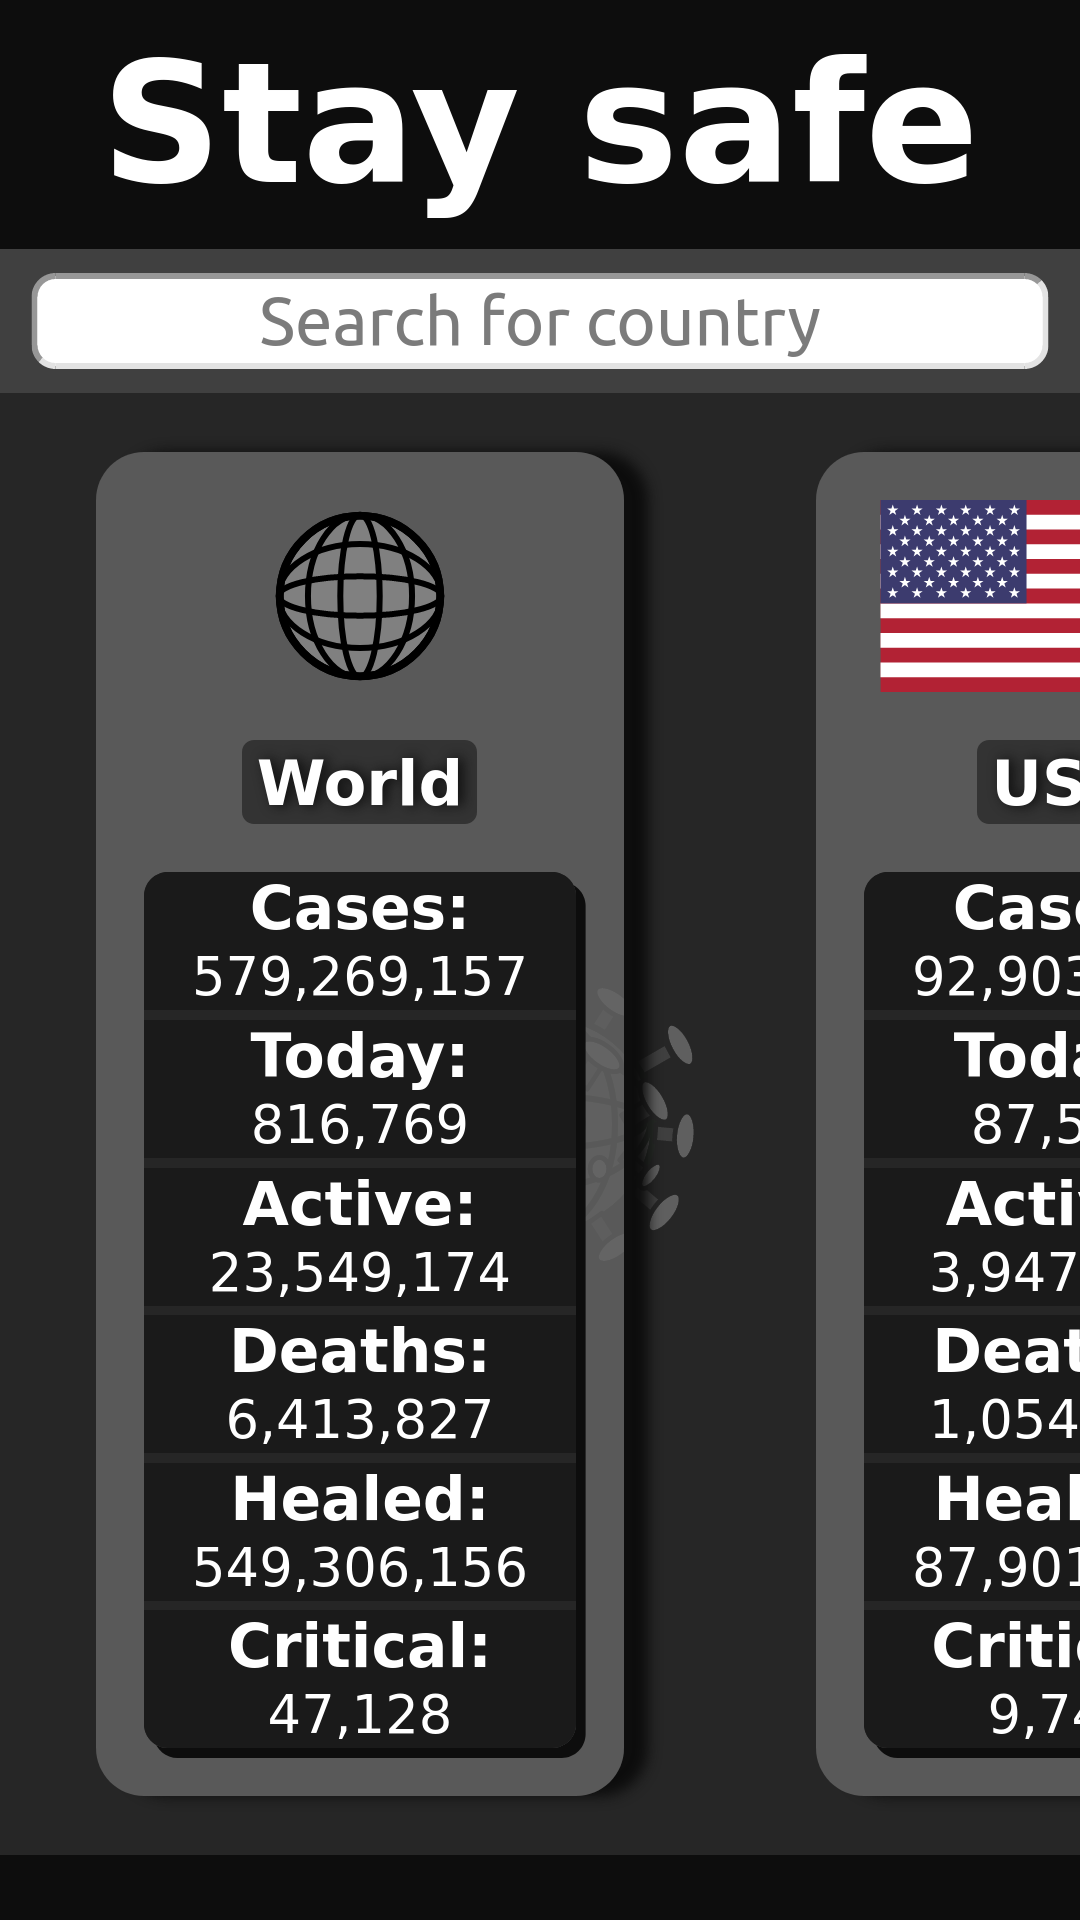 Stay safe
Search for country
World
Cases:
579,269,157
Today:
816,769
Active:
23,549,174
Deaths:
6,413,827
Healed:
549,306,156
Critical:
47,128
US
Cas
92,903
Toda
87,5
Acti
3,947
Deat
1,054
Heal
87,901
Criti
9,74